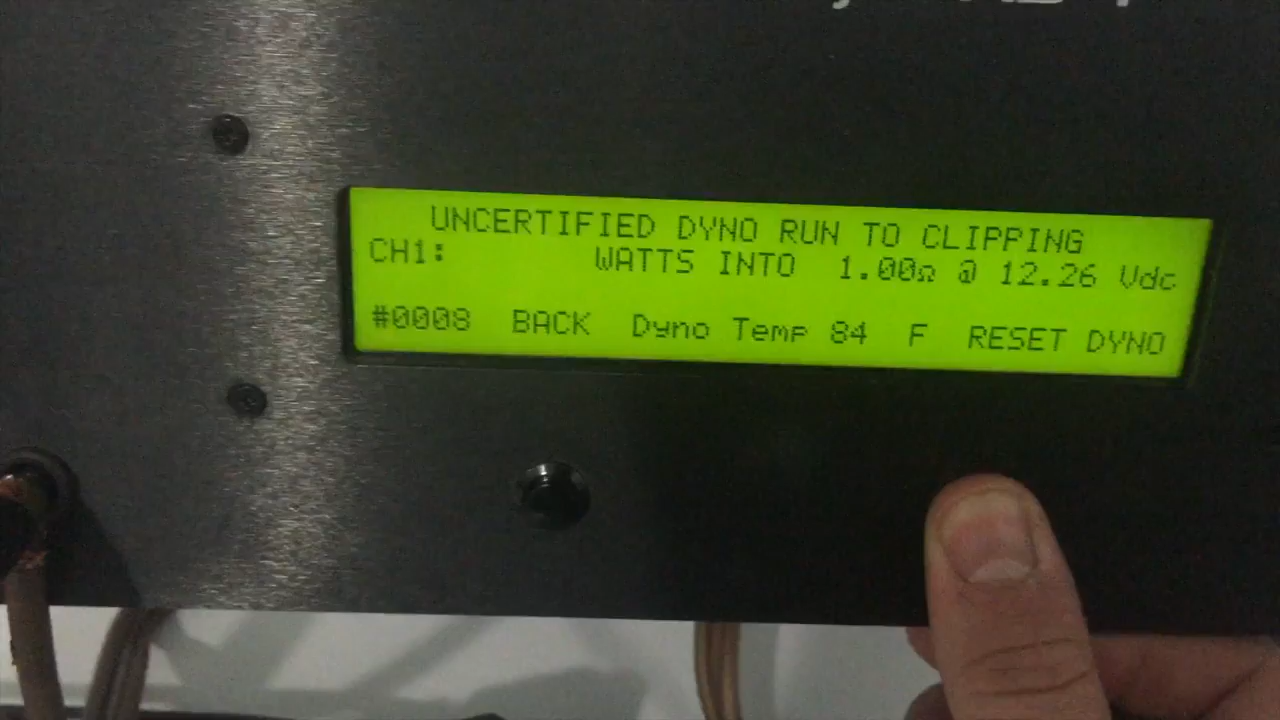 UNCERTIFIED DYNO RUN TO CLIPPING
CH1: WATTS INTO 1.00Ω @ 12.26 Vdc
#0008 BACK Dyno Temp 84 F RESET DYNO